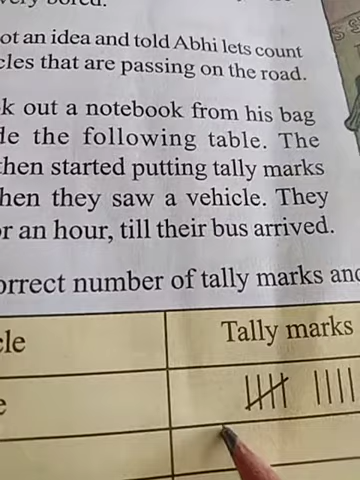 ot an idea and told Abhi lets count
cles that are passing on the road.
k out a notebook from his bag
de the following table. The
then started putting tally marks
hen they saw a vehicle. They
r an hour, till their bus arrived.
orrect number of tally marks and
cle
Tally marks
e